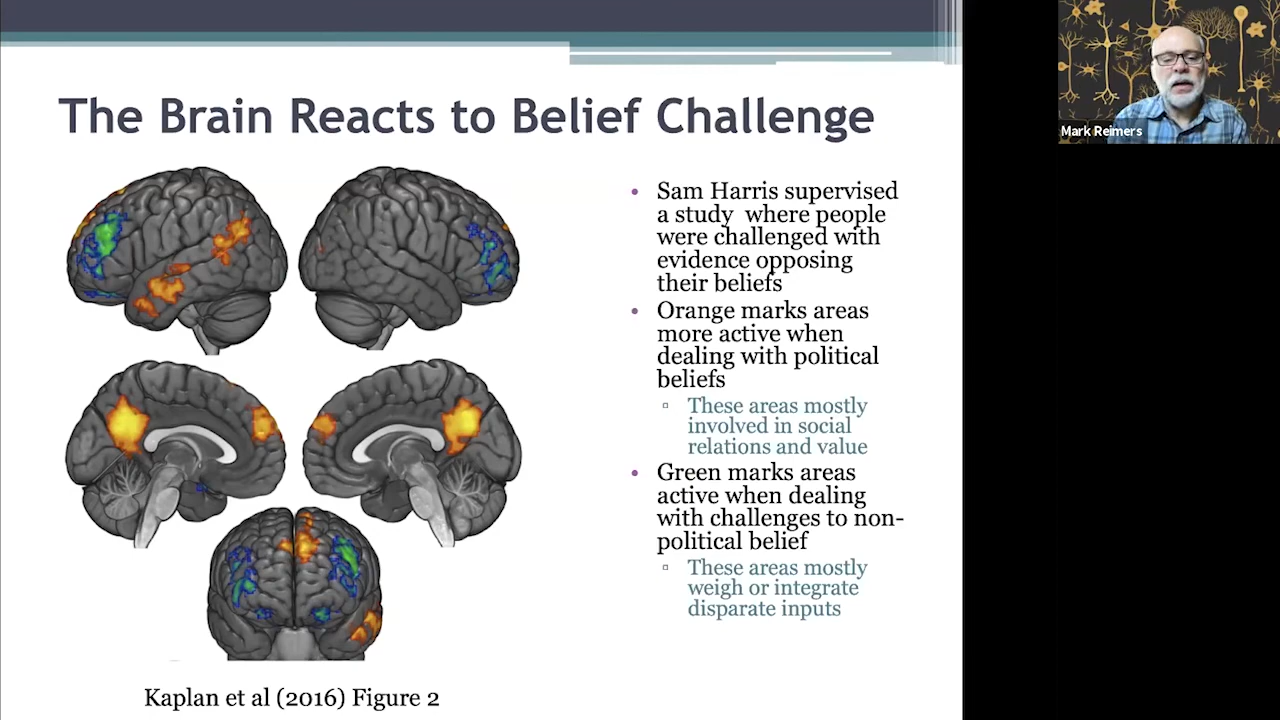 The Brain Reacts to Belief Challenge
Mark Reimers
Sam Harris supervised
a study where people
were challenged with
evidence opposing
their beliefs
Orange marks areas
more active when
dealing with political
beliefs
These areas mostly
involved in social
relations and value
Green marks areas
active when dealing
with challenges to non-
political belief
These areas mostly
weigh or integrate
disparate inputs
Kaplan et al (2016) Figure 2